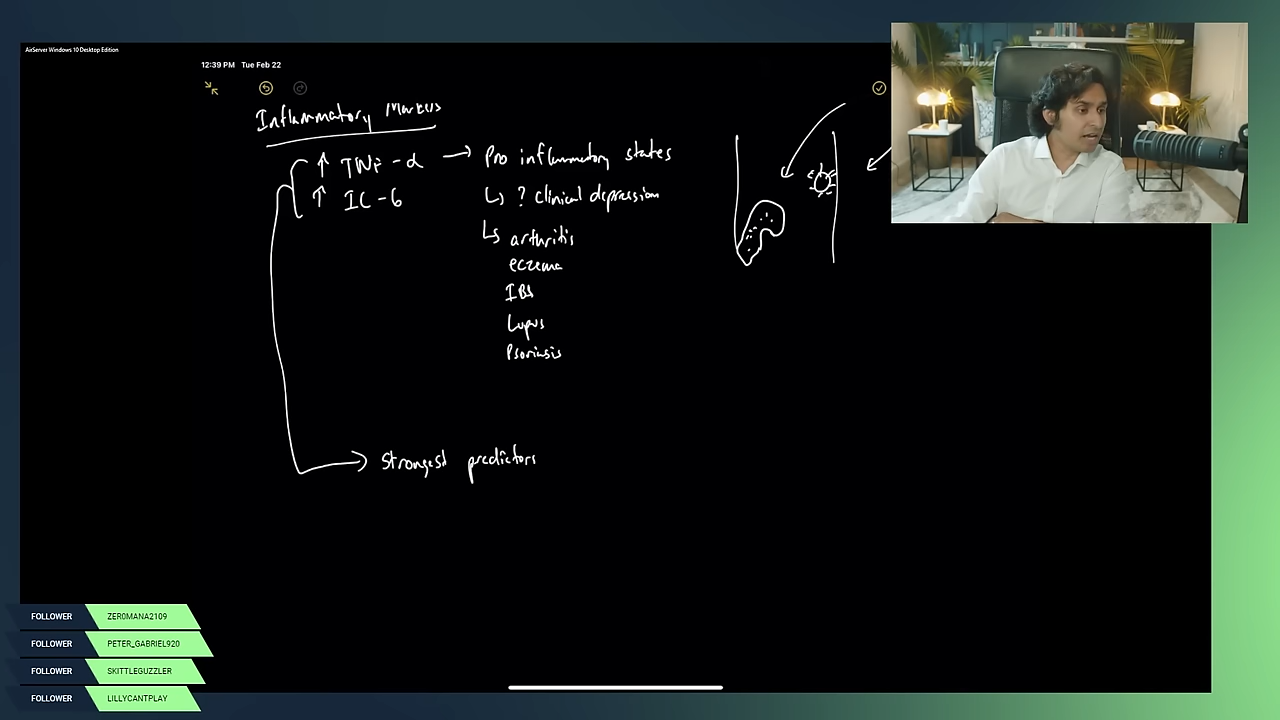 AirServer Windows 10 Desktop Edition
12:39 PM Tue Feb 22
Inflammatory Markers
↑ TNF-α → Pro inflammatory states
↑ IL-6
↳ ? clinical depression
↳ arthritis
eczema
IBS
Lupus
Psoriasis
→ Strongest predictors
FOLLOWER ZER0MANA2109
FOLLOWER PETER_GABRIEL920
FOLLOWER SKITTLEGUZZLER
FOLLOWER LILLYCANTPLAY